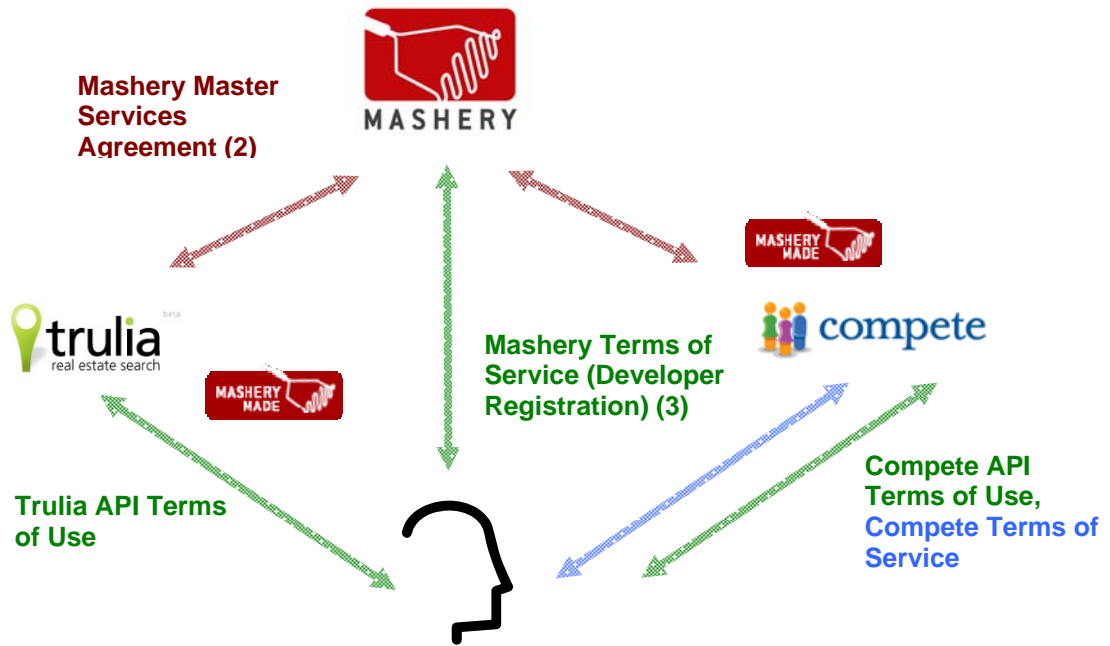 MASHERY
Mashery Master
Services
Agreement (2)
MASHERY
MADE
trulia
beta
real estate search
compete
MASHERY
MADE
Mashery Terms of
Service (Developer
Registration) (3)
Trulia API Terms
of Use
Compete API
Terms of Use,
Compete Terms of
Service